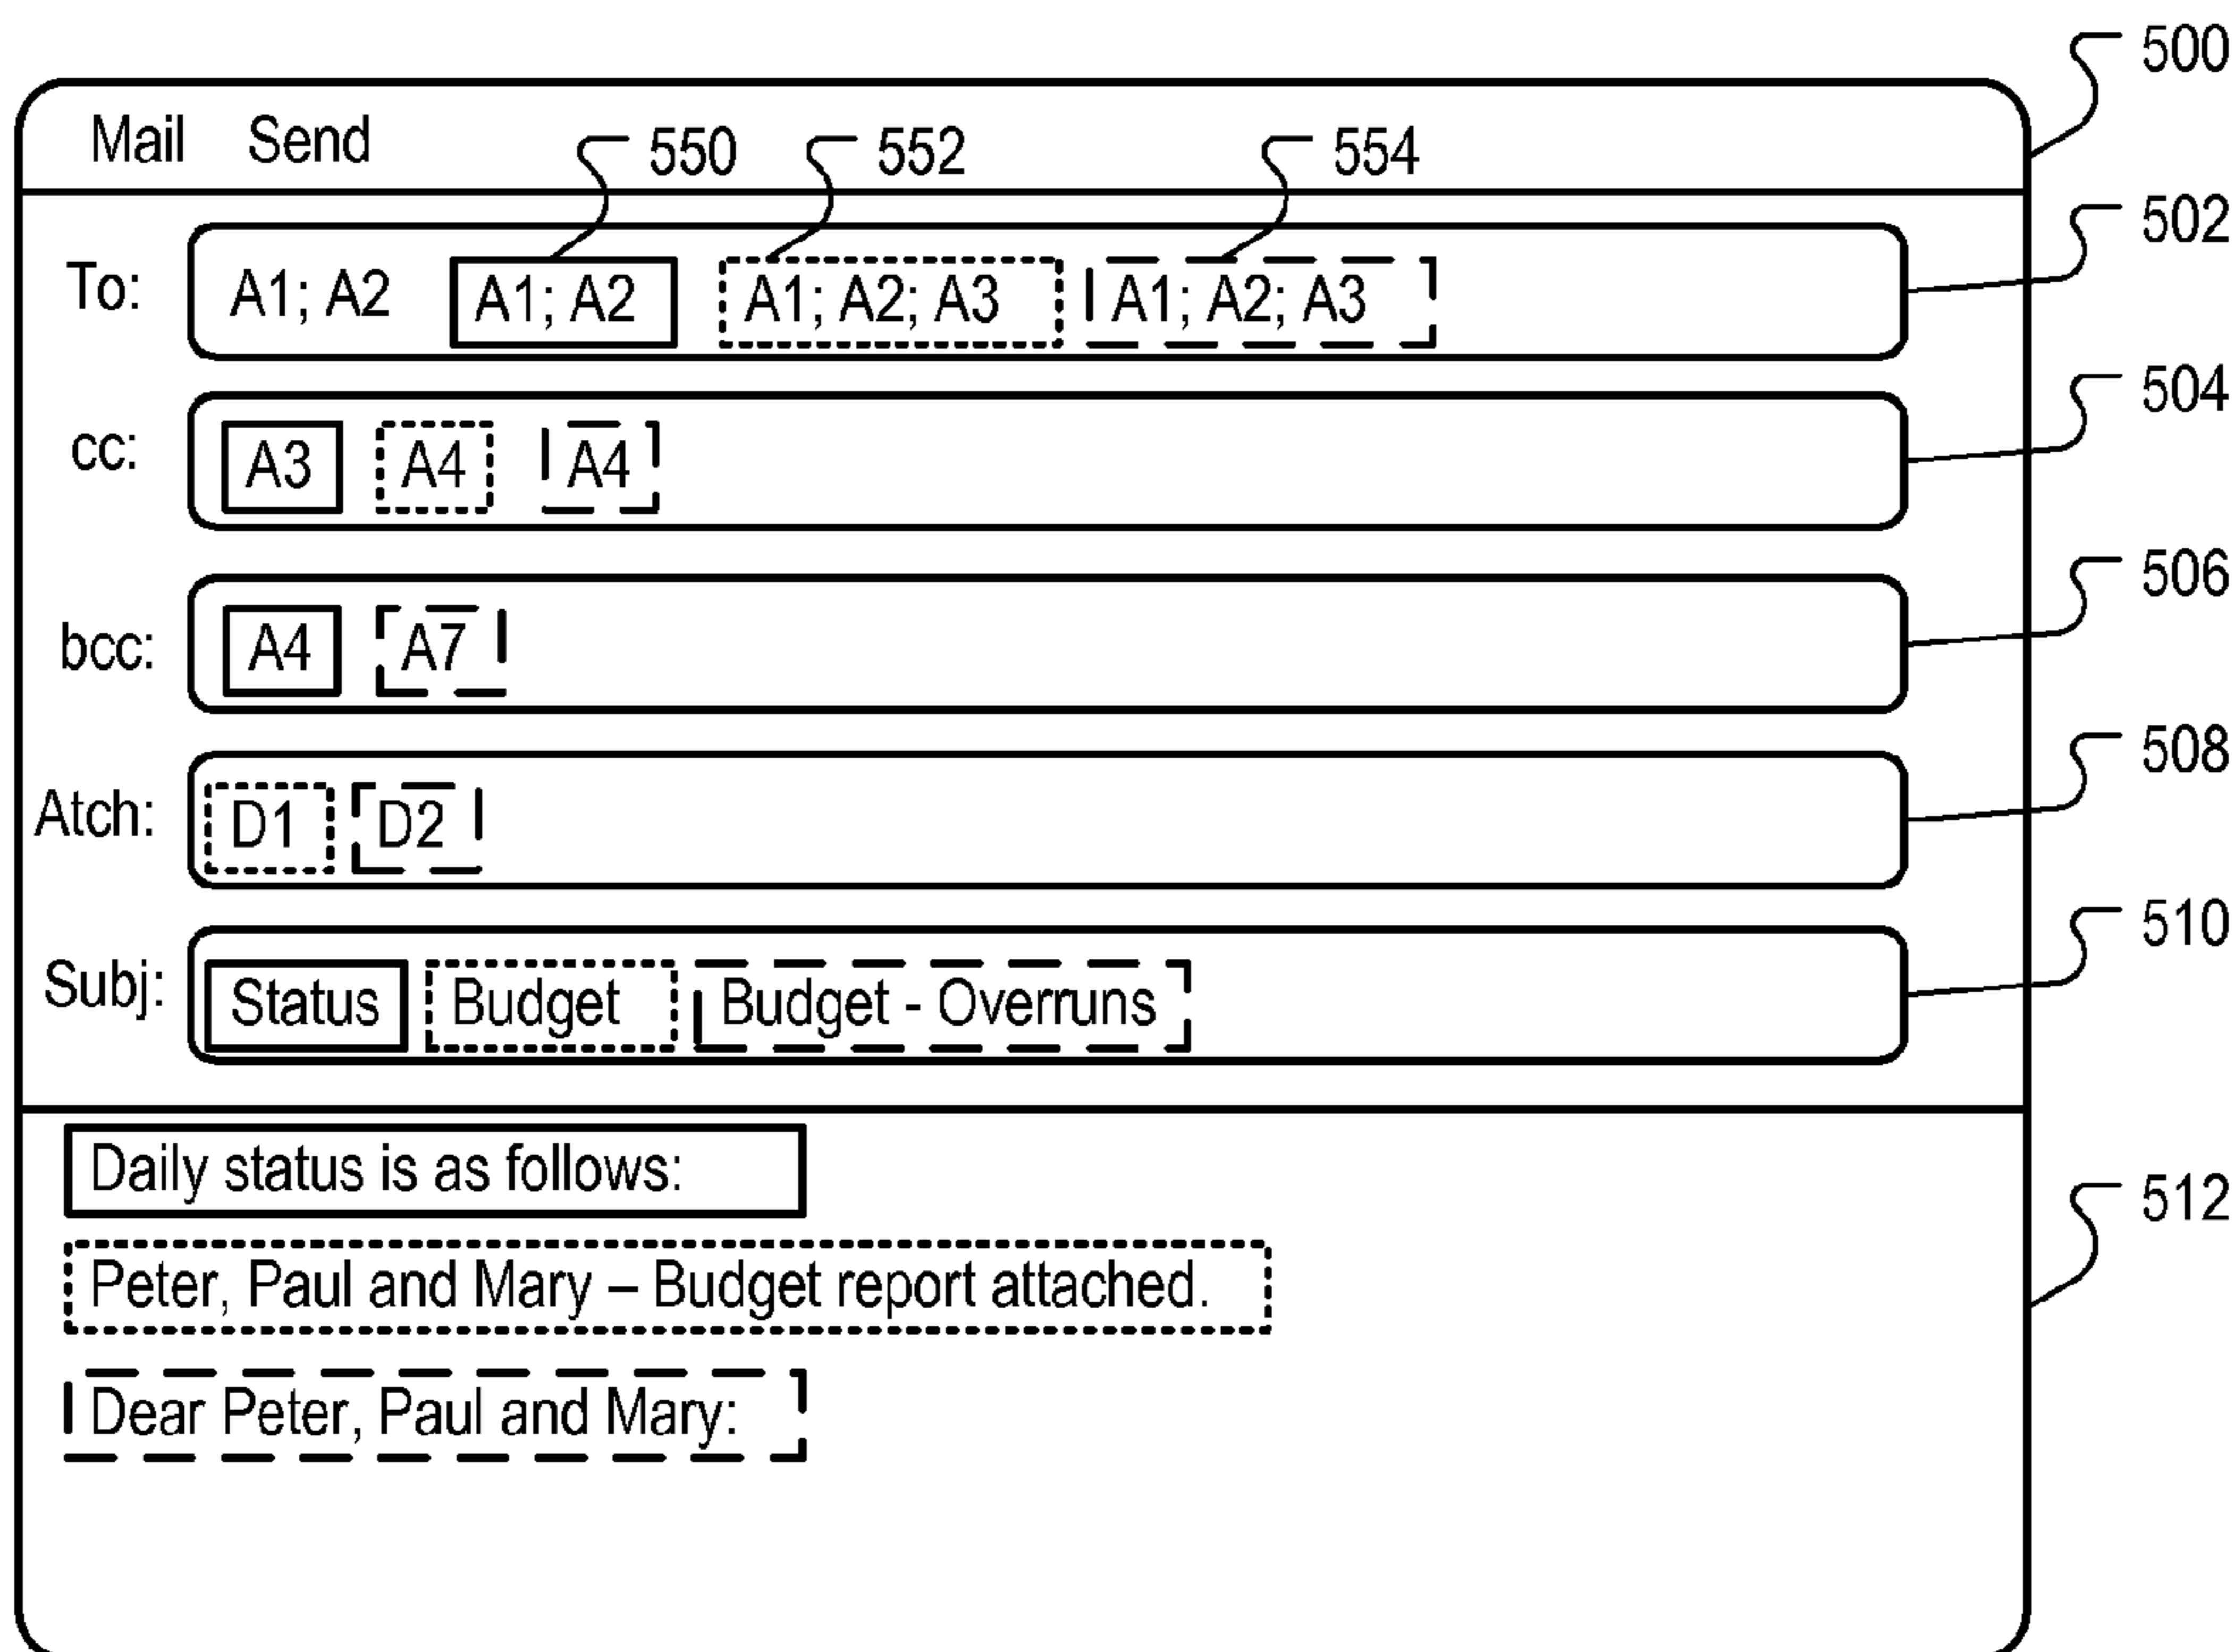 500
Mail Send 550 552 554
502
To: A1; A2 A1; A2 A1; A2; A3 A1; A2; A3
504
cc: A3 A4 A4
506
bcc: A4 A7
508
Atch: D1 D2
510
Subj: Status Budget Budget - Overruns
Daily status is as follows:
512
Peter, Paul and Mary – Budget report attached.
Dear Peter, Paul and Mary: